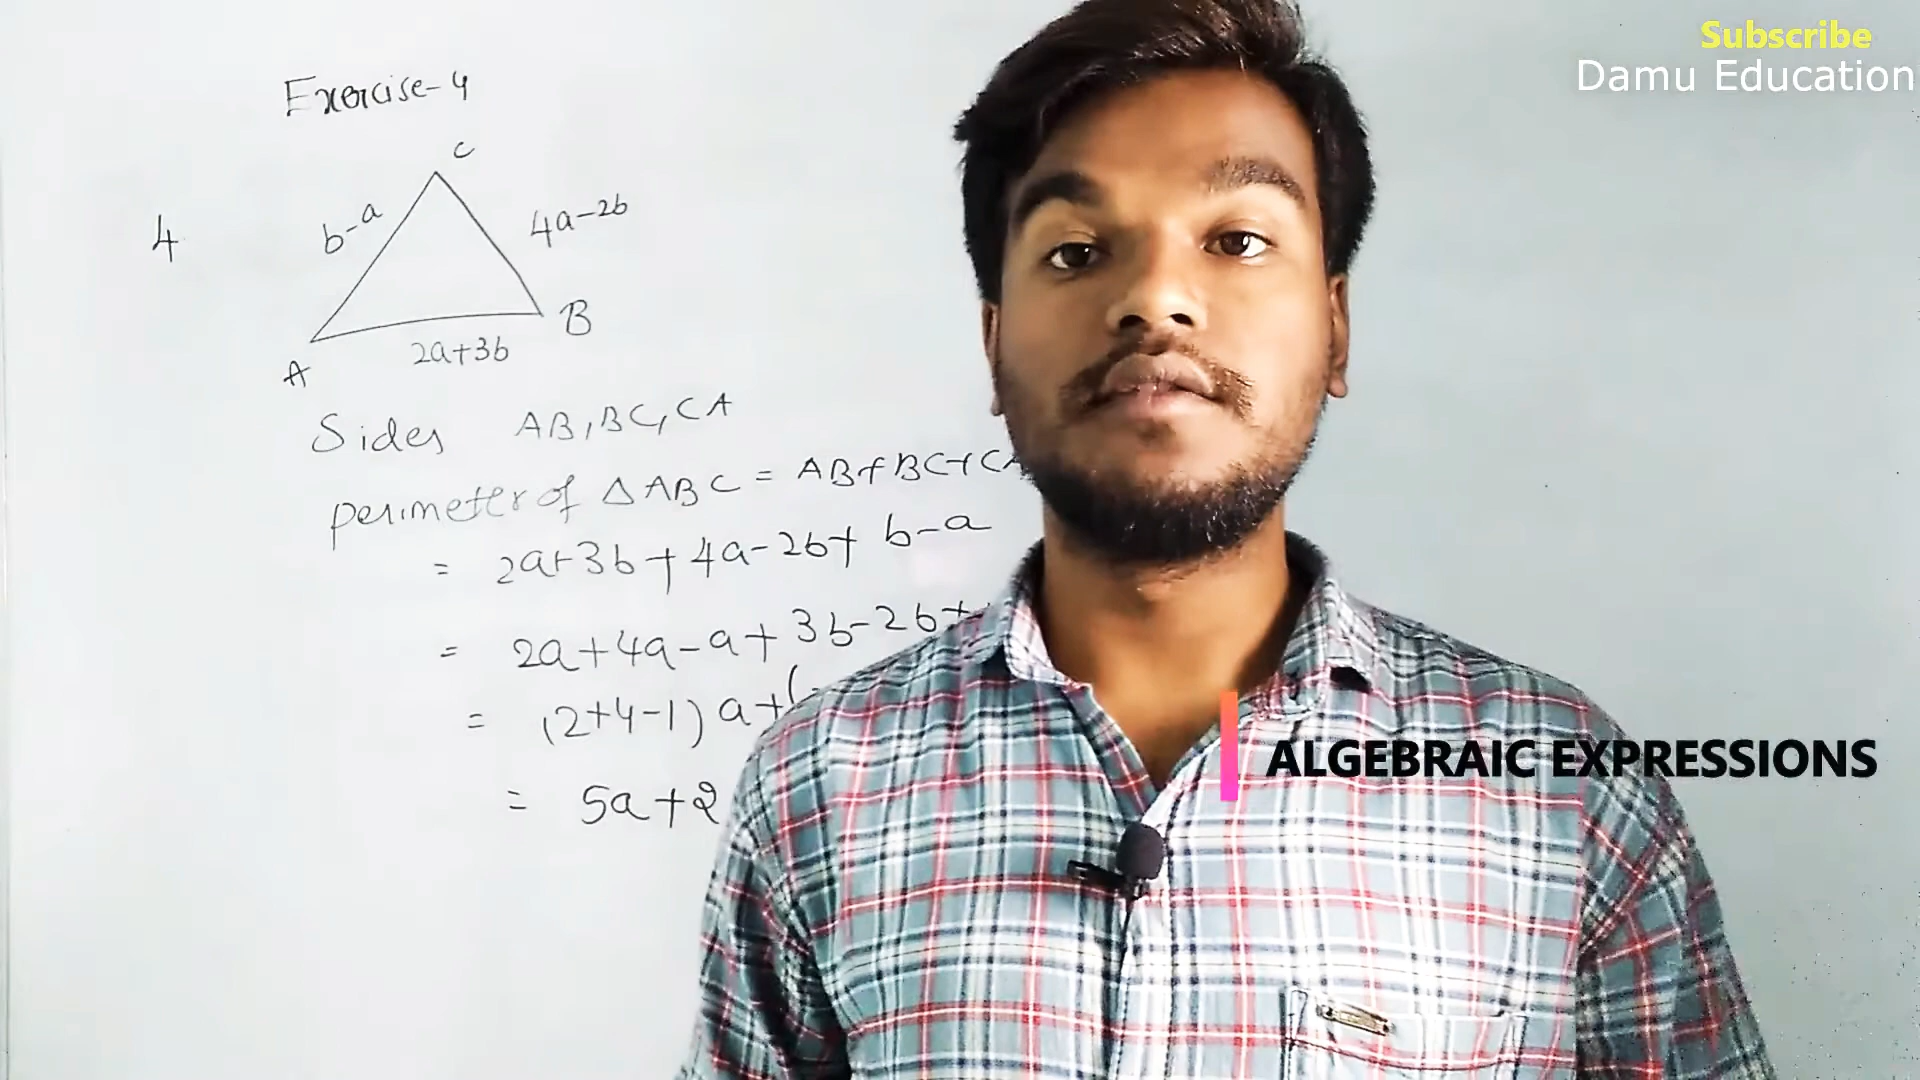 Subscribe
Damu Education
Exercise-4
C
4
b-a
4a-2b
B
2a+3b
A
Sides AB, BC, CA
perimeter of △ABC = AB+BC+CA
= 2a+3b+4a-2b+ b-a
= 2a+4a-a+3b-2b+
= (2+4-1)a+(
= 5a+2
ALGEBRAIC EXPRESSIONS